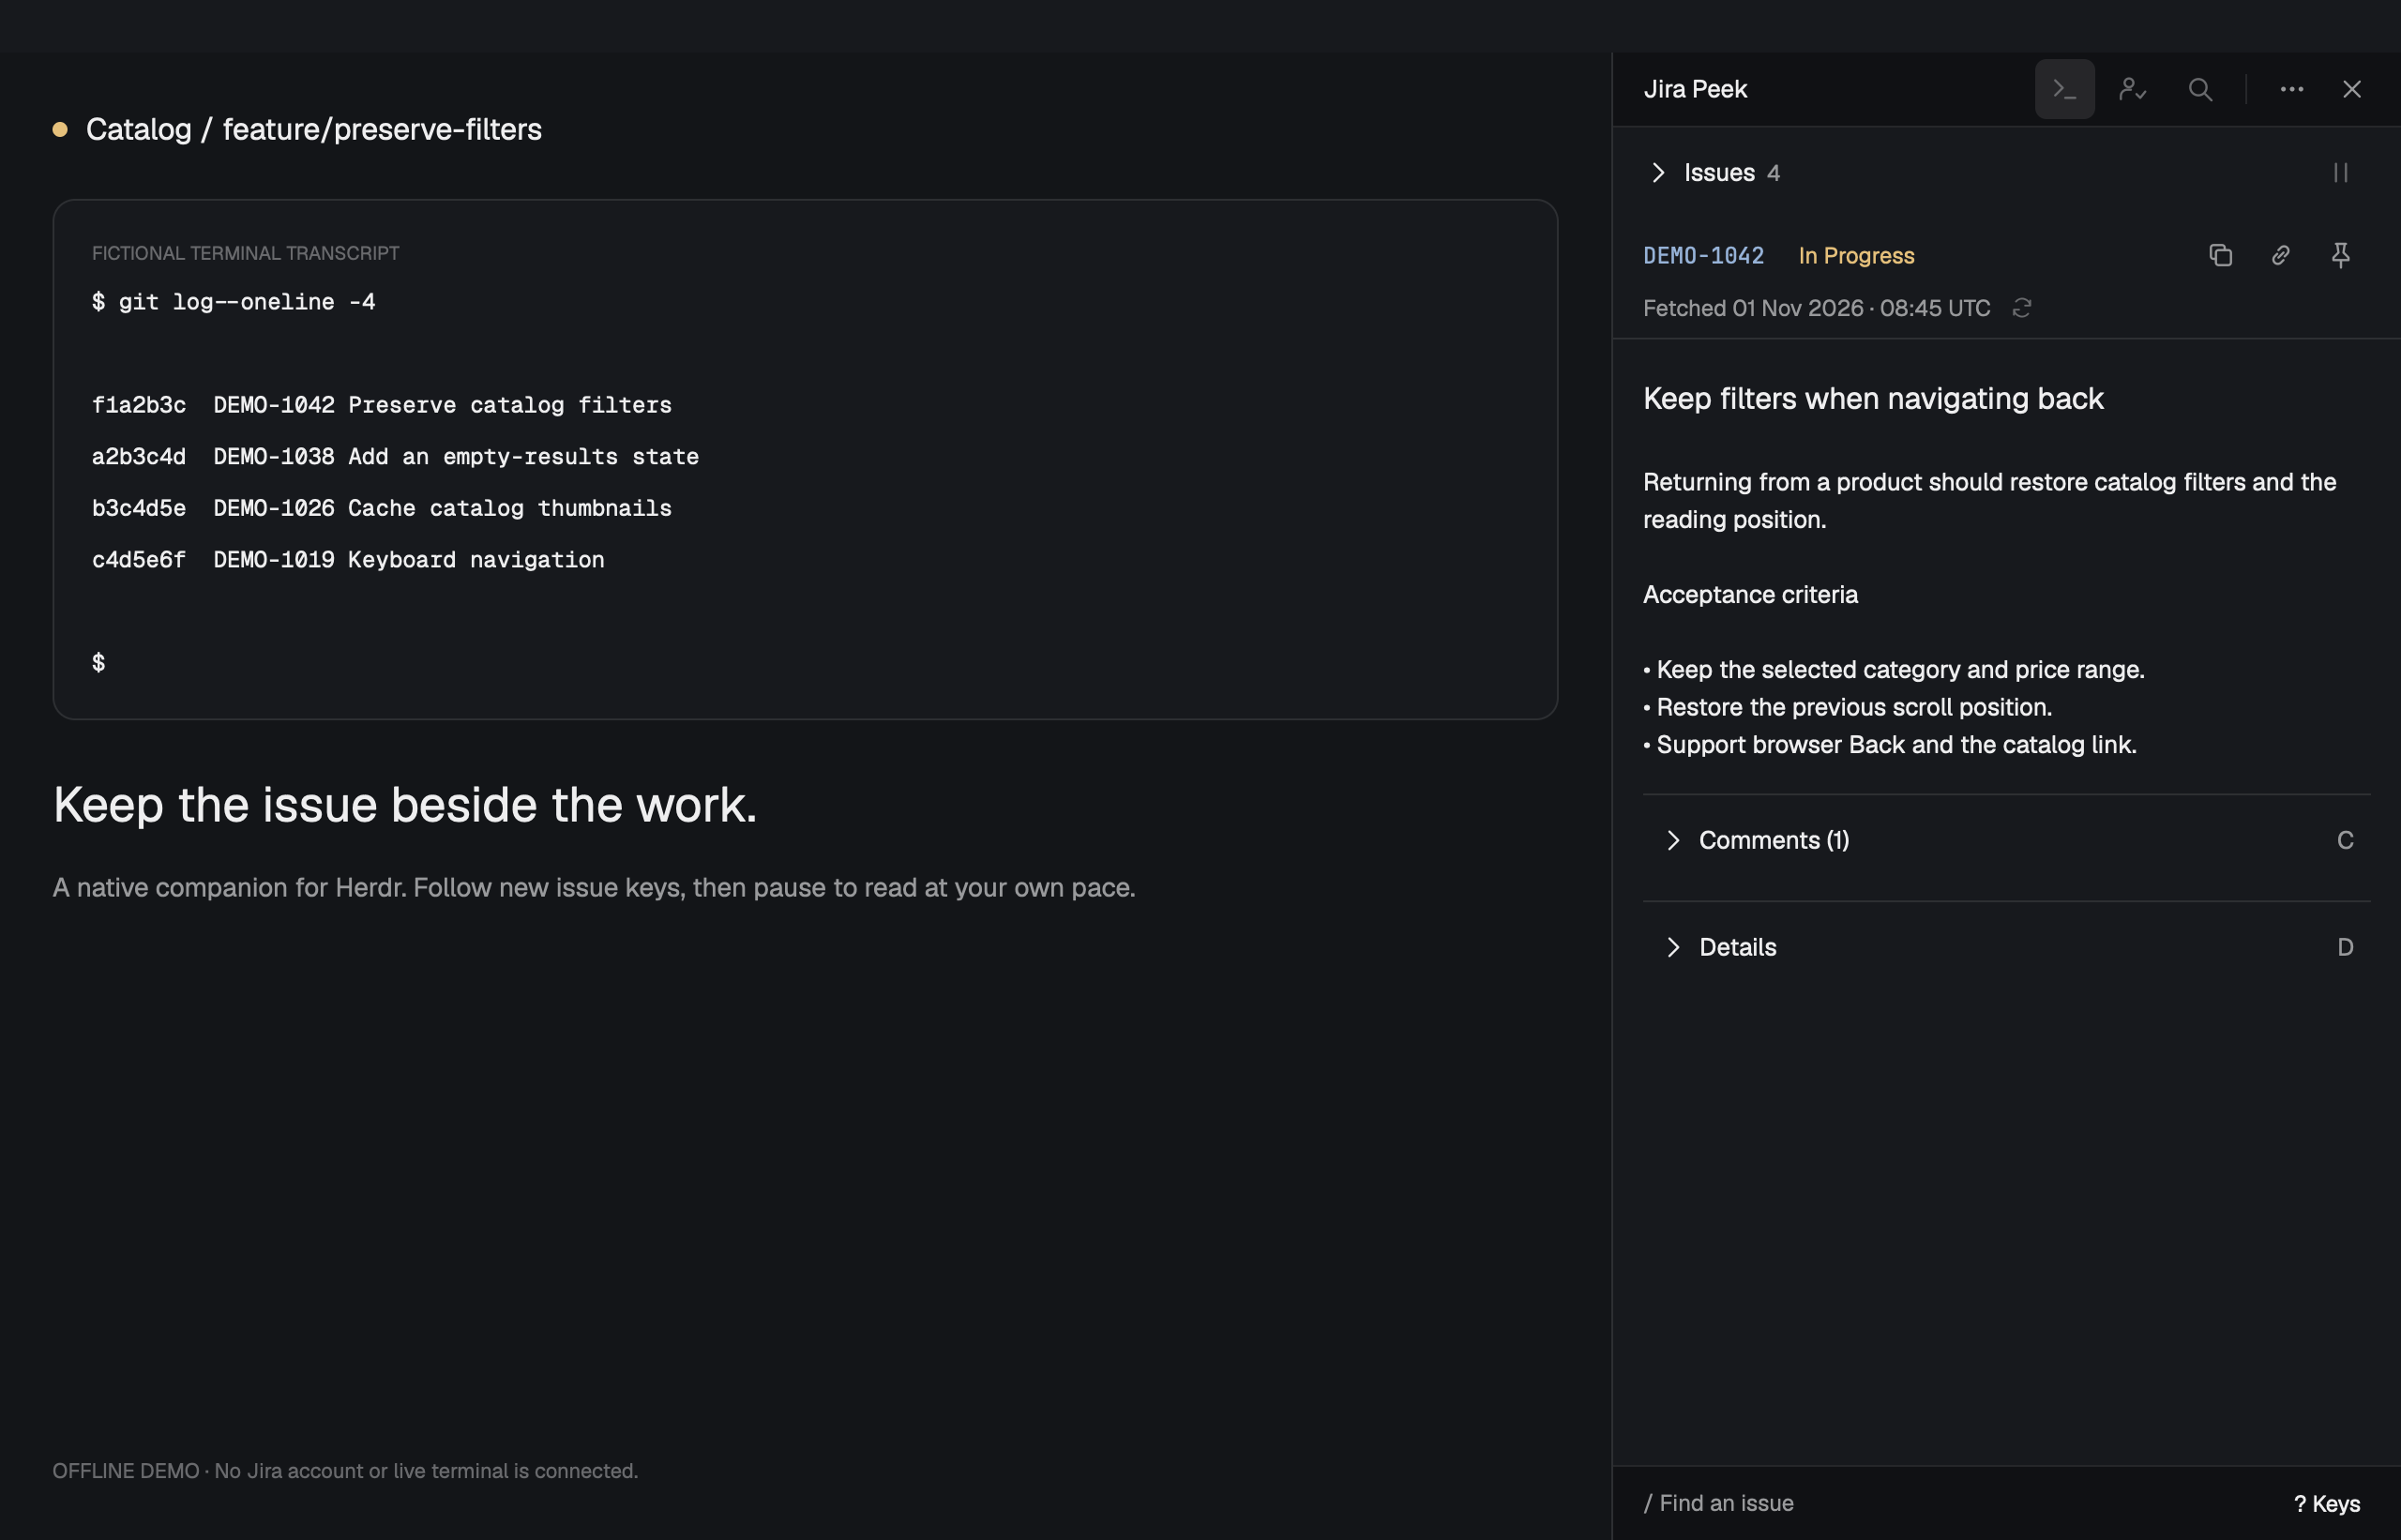 Catalog / feature/preserve-filters
FICTIONAL TERMINAL TRANSCRIPT
$ git log--oneline -4
f1a2b3c  DEMO-1042 Preserve catalog filters
a2b3c4d  DEMO-1038 Add an empty-results state
b3c4d5e  DEMO-1026 Cache catalog thumbnails
c4d5e6f  DEMO-1019 Keyboard navigation
$
Keep the issue beside the work.
A native companion for Herdr. Follow new issue keys, then pause to read at your own pace.
OFFLINE DEMO · No Jira account or live terminal is connected.
Jira Peek
Issues 4
DEMO-1042 In Progress
Fetched 01 Nov 2026 · 08:45 UTC
Keep filters when navigating back
Returning from a product should restore catalog filters and the
reading position.
Acceptance criteria
• Keep the selected category and price range.
• Restore the previous scroll position.
• Support browser Back and the catalog link.
Comments (1) C
Details D
/ Find an issue ? Keys